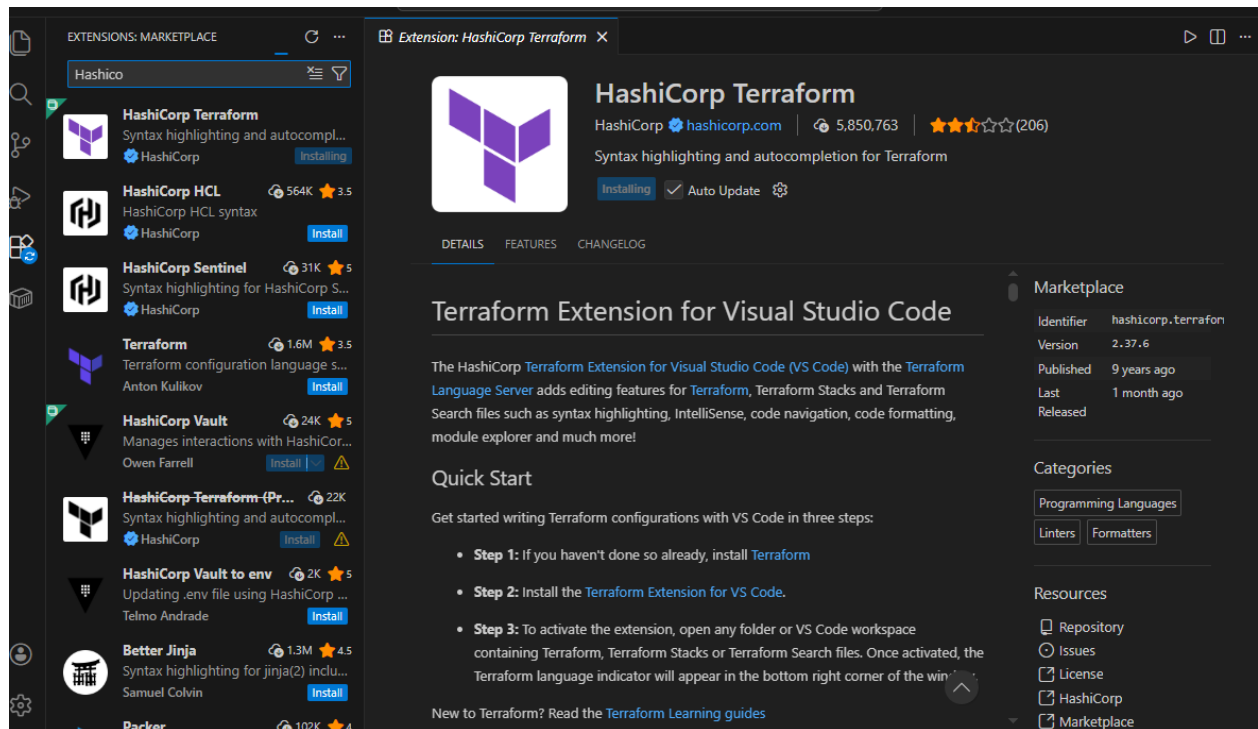 EXTENSIONS: MARKETPLACE
Hashico
HashiCorp Terraform
Syntax highlighting and autocompl...
HashiCorp
Installing
HashiCorp HCL 564K 3.5
HashiCorp HCL syntax
HashiCorp
Install
HashiCorp Sentinel 31K 5
Syntax highlighting for HashiCorp S...
HashiCorp
Install
Terraform 1.6M 3.5
Terraform configuration language s...
Anton Kulikov
Install
HashiCorp Vault 24K 5
Manages interactions with HashiCor...
Owen Farrell
Install
HashiCorp Terraform (Pr... 22K
Syntax highlighting and autocompl...
HashiCorp
Install
HashiCorp Vault to env 2K 5
Updating .env file using HashiCorp ...
Telmo Andrade
Install
Better Jinja 1.3M 4.5
Syntax highlighting for jinja(2) inclu...
Samuel Colvin
Install
Packer 102K 4
Extension: HashiCorp Terraform
HashiCorp Terraform
HashiCorp hashicorp.com 5,850,763 (206)
Syntax highlighting and autocompletion for Terraform
Installing Auto Update
DETAILS FEATURES CHANGELOG
Terraform Extension for Visual Studio Code
The HashiCorp Terraform Extension for Visual Studio Code (VS Code) with the Terraform
Language Server adds editing features for Terraform, Terraform Stacks and Terraform
Search files such as syntax highlighting, IntelliSense, code navigation, code formatting,
module explorer and much more!
Quick Start
Get started writing Terraform configurations with VS Code in three steps:
• Step 1: If you haven't done so already, install Terraform
• Step 2: Install the Terraform Extension for VS Code.
• Step 3: To activate the extension, open any folder or VS Code workspace
containing Terraform, Terraform Stacks or Terraform Search files. Once activated, the
Terraform language indicator will appear in the bottom right corner of the
New to Terraform? Read the Terraform Learning guides
Marketplace
Identifier hashicorp.terraform
Version 2.37.6
Published 9 years ago
Last 1 month ago
Released
Categories
Programming Languages
Linters Formatters
Resources
Repository
Issues
License
HashiCorp
Marketplace